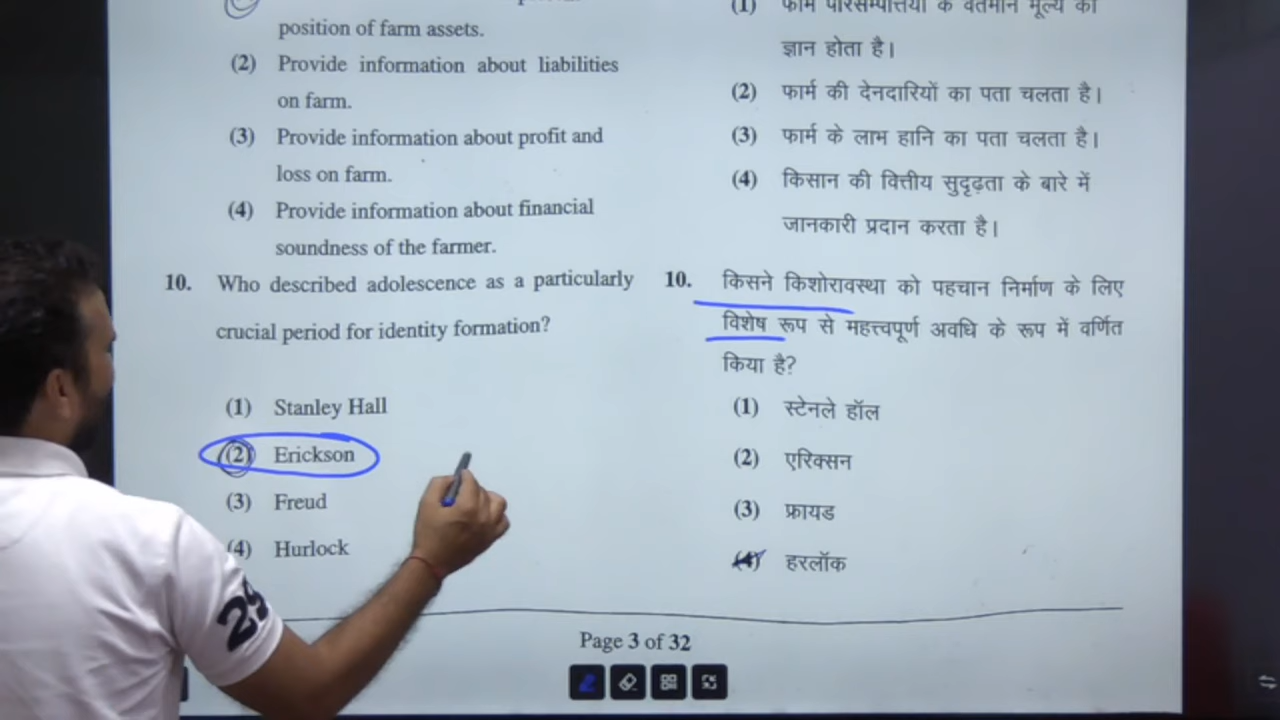 position of farm assets.
(2) Provide information about liabilities
on farm.
(3) Provide information about profit and
loss on farm.
(4) Provide information about financial
soundness of the farmer.
10. Who described adolescence as a particularly
crucial period for identity formation?
(1) Stanley Hall
(2) Erickson
(3) Freud
(4) Hurlock
(1) फार्म परिसम्पत्तियों के वर्तमान मूल्य का
ज्ञान होता है।
(2) फार्म की देनदारियों का पता चलता है।
(3) फार्म के लाभ हानि का पता चलता है।
(4) किसान की वित्तीय सुदृढ़ता के बारे में
जानकारी प्रदान करता है।
10. किसने किशोरावस्था को पहचान निर्माण के लिए
विशेष रूप से महत्त्वपूर्ण अवधि के रूप में वर्णित
किया है?
(1) स्टेनले हॉल
(2) एरिक्सन
(3) फ्रायड
(4) हरलॉक
Page 3 of 32
29